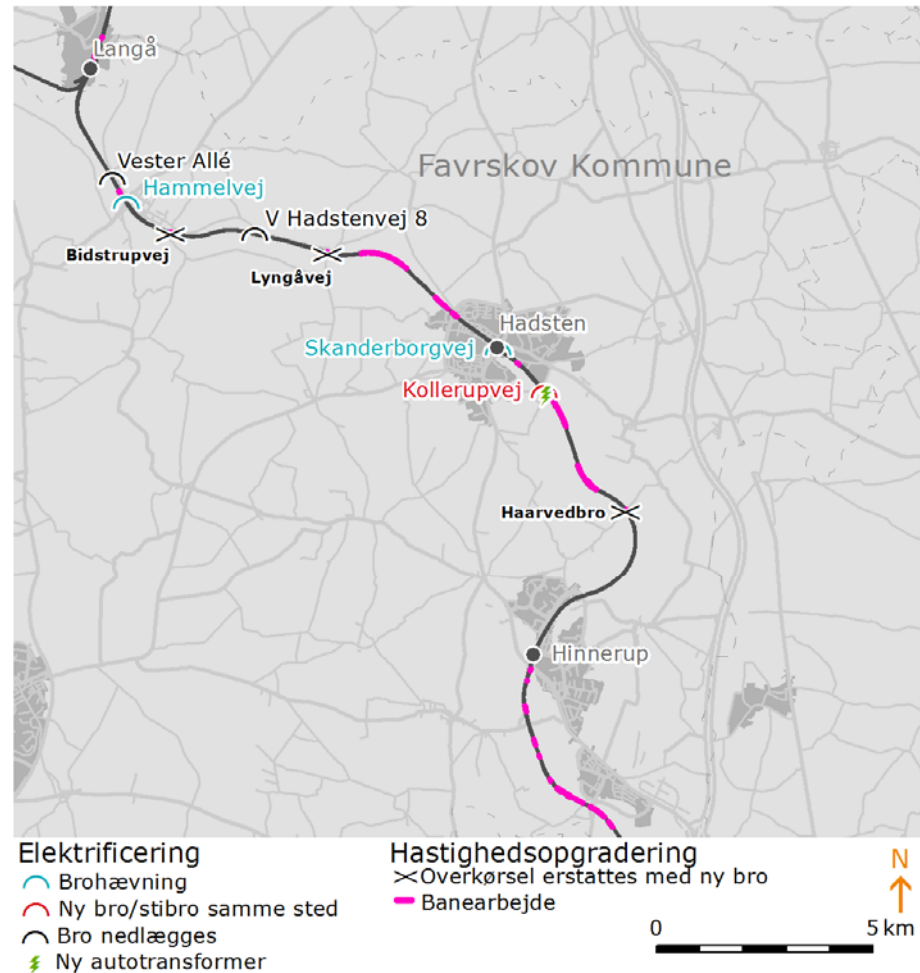 Langå
Vester Allé
Favrskov Kommune
Hammelvej
V Hadstenvej 8
Bidstrupvej
Lyngåvej
Hadsten
Skanderborgvej
Kollerupvej
Haarvedbro
Hinnerup
Elektrificering
Brohævning
Ny bro/stibro samme sted
Bro nedlægges
Ny autotransformer
Hastighedsopgradering
Overkørsel erstattes med ny bro
Banearbejde
N
0 5 km